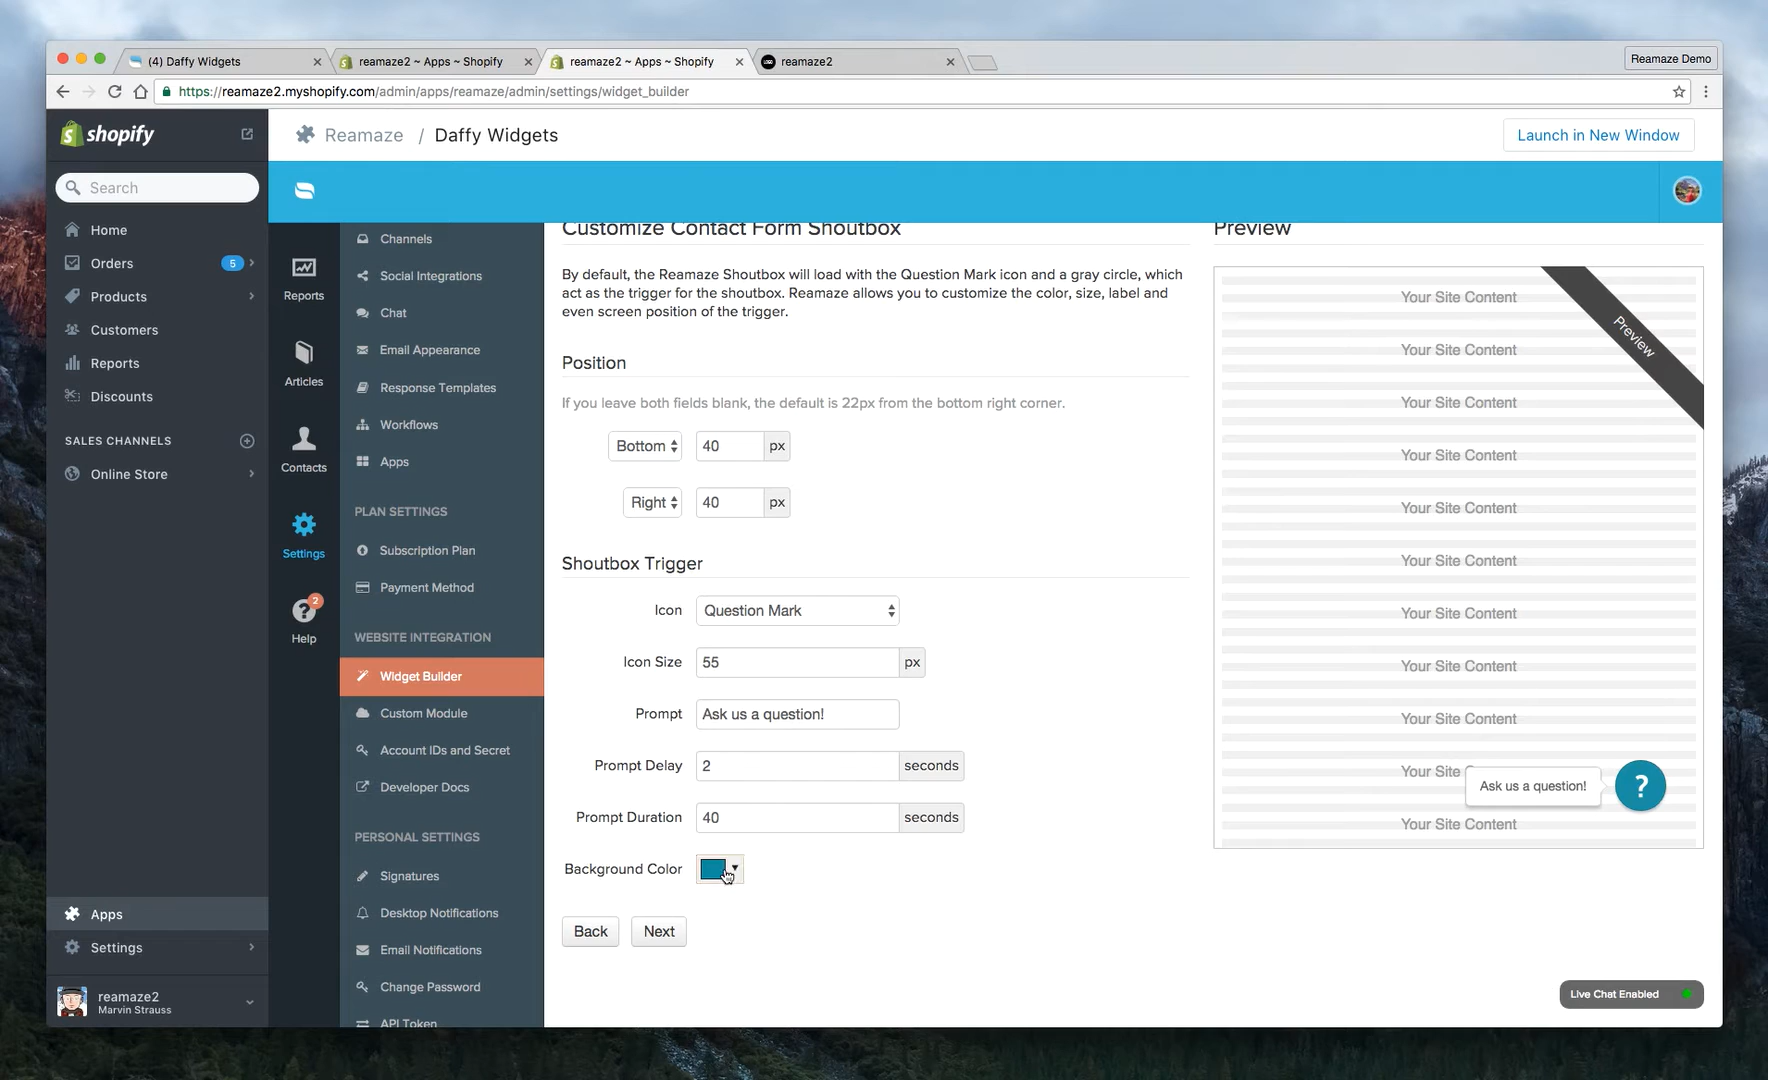 (4) Daffy Widgets
reamaze2 ~ Apps ~ Shopify
reamaze2 ~ Apps ~ Shopify
reamaze2
Reamaze Demo
https://reamaze2.myshopify.com/admin/apps/reamaze/admin/settings/widget_builder
shopify
Reamaze / Daffy Widgets
Launch in New Window
Search
Home
Orders 5
Products
Customers
Reports
Discounts
SALES CHANNELS
Online Store
Apps
Settings
reamaze2
Marvin Strauss
Reports
Articles
Contacts
Settings
2
Help
Channels
Social Integrations
Chat
Email Appearance
Response Templates
Workflows
Apps
PLAN SETTINGS
Subscription Plan
Payment Method
WEBSITE INTEGRATION
Widget Builder
Custom Module
Account IDs and Secret
Developer Docs
PERSONAL SETTINGS
Signatures
Desktop Notifications
Email Notifications
Change Password
API Token
Customize Contact Form Shoutbox
By default, the Reamaze Shoutbox will load with the Question Mark icon and a gray circle, which
act as the trigger for the shoutbox. Reamaze allows you to customize the color, size, label and
even screen position of the trigger.
Position
If you leave both fields blank, the default is 22px from the bottom right corner.
Bottom 40 px
Right 40 px
Shoutbox Trigger
Icon Question Mark
Icon Size 55 px
Prompt Ask us a question!
Prompt Delay 2 seconds
Prompt Duration 40 seconds
Background Color
Back Next
Preview
Preview
Your Site Content
Your Site Content
Your Site Content
Your Site Content
Your Site Content
Your Site Content
Your Site Content
Your Site Content
Your Site Content
Your Site
Ask us a question! ?
Your Site Content
Live Chat Enabled